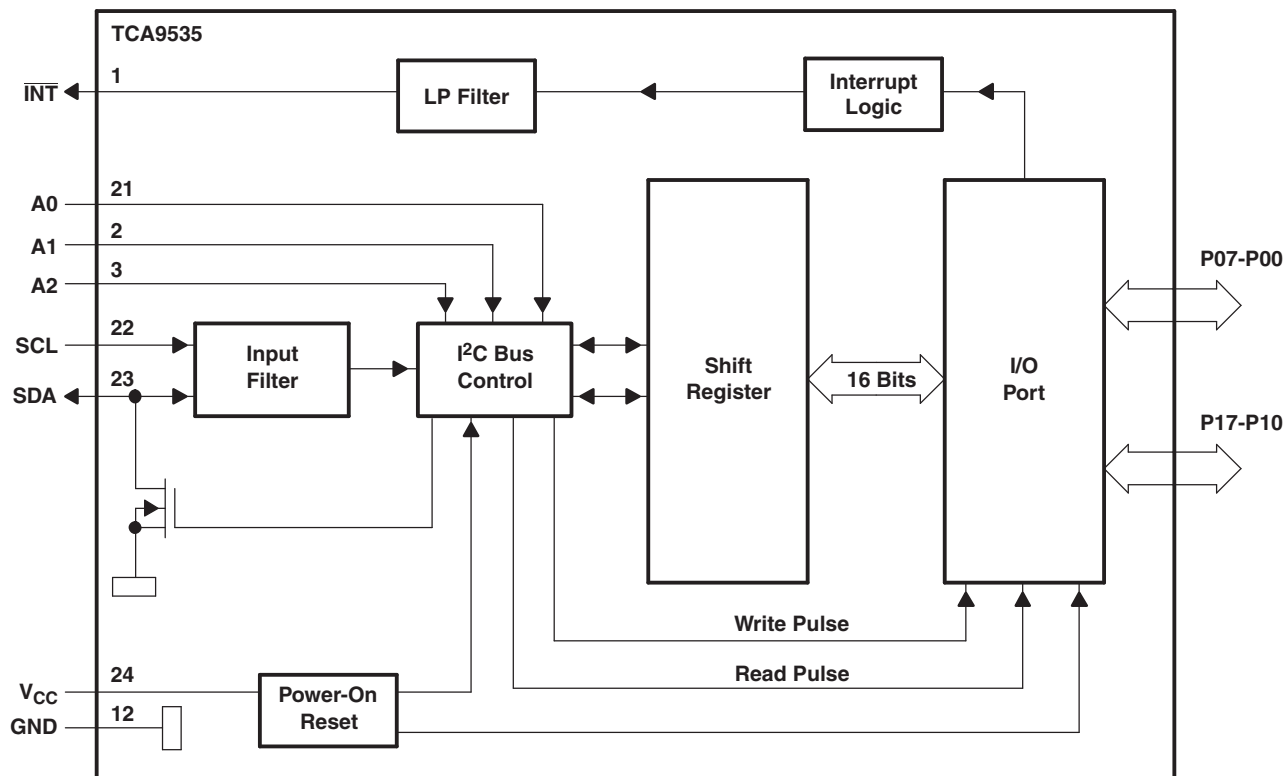 TCA9535
INT
1
LP Filter
Interrupt
Logic
A0
21
A1
2
A2
3
SCL
22
SDA
23
Input
Filter
I²C Bus
Control
Shift
Register
16 Bits
I/O
Port
P07-P00
P17-P10
Write Pulse
Read Pulse
VCC
24
GND
12
Power-On
Reset